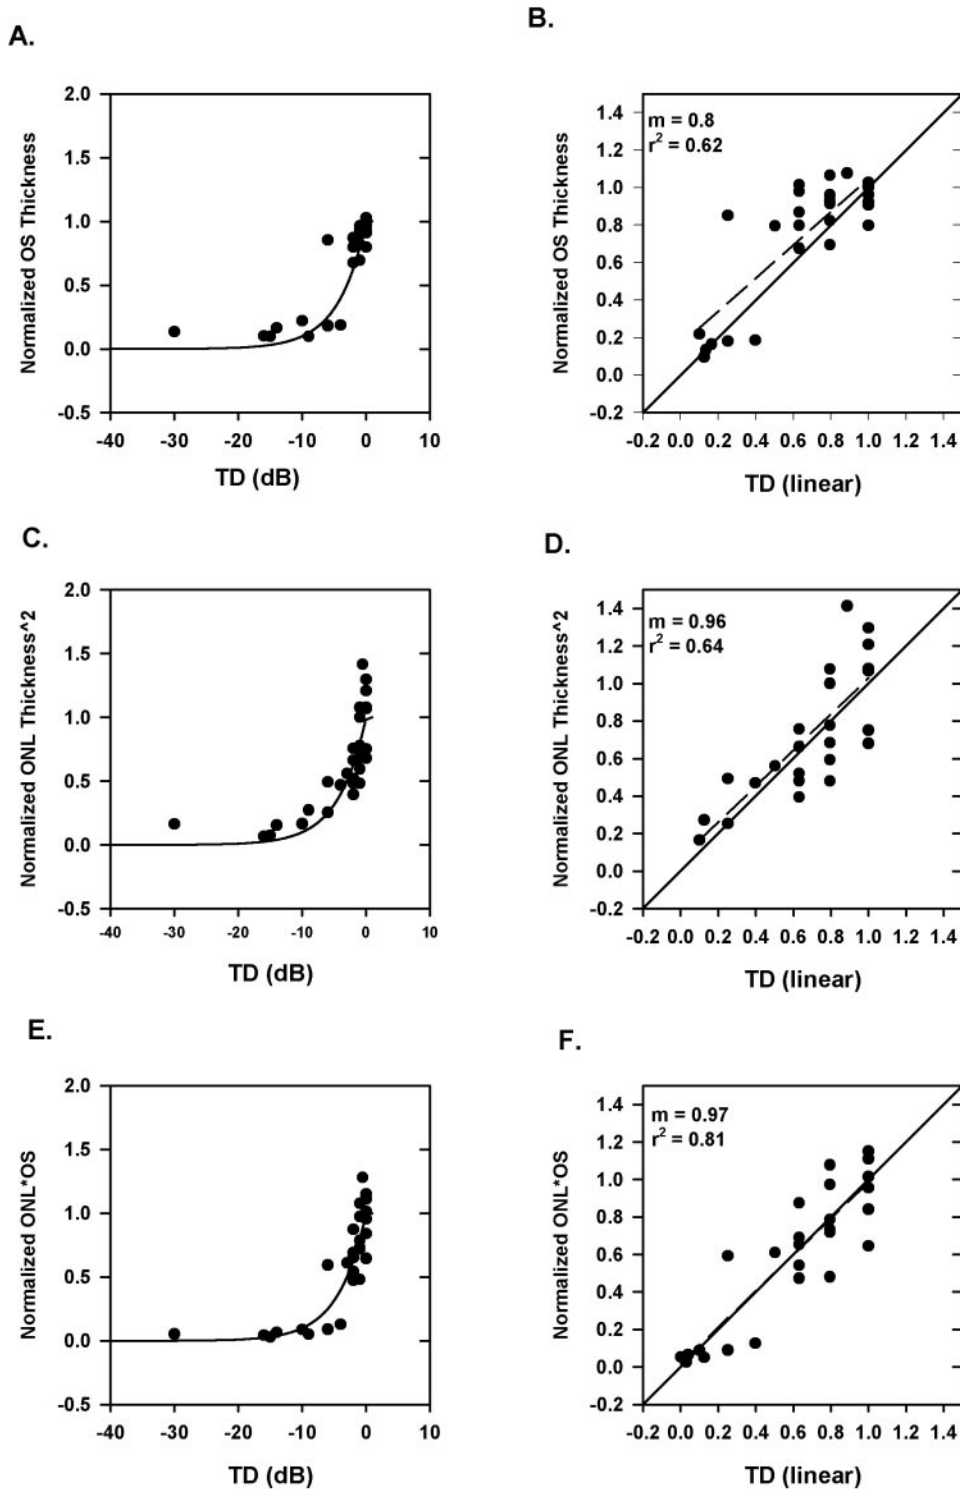 A.
B.
2.0
1.5
1.0
0.5
0.0
-0.5
Normalized OS Thickness
-40 -30 -20 -10 0 10
TD (dB)
m = 0.8
r² = 0.62
1.4
1.2
1.0
0.8
0.6
0.4
0.2
0.0
-0.2
Normalized OS Thickness
-0.2 0.0 0.2 0.4 0.6 0.8 1.0 1.2 1.4
TD (linear)
C.
D.
2.0
1.5
1.0
0.5
0.0
-0.5
Normalized ONL Thickness^2
-40 -30 -20 -10 0 10
TD (dB)
m = 0.96
r² = 0.64
1.4
1.2
1.0
0.8
0.6
0.4
0.2
0.0
-0.2
Normalized ONL Thickness^2
-0.2 0.0 0.2 0.4 0.6 0.8 1.0 1.2 1.4
TD (linear)
E.
F.
2.0
1.5
1.0
0.5
0.0
-0.5
Normalized ONL*OS
-40 -30 -20 -10 0 10
TD (dB)
m = 0.97
r² = 0.81
1.4
1.2
1.0
0.8
0.6
0.4
0.2
0.0
-0.2
Normalized ONL*OS
-0.2 0.0 0.2 0.4 0.6 0.8 1.0 1.2 1.4
TD (linear)